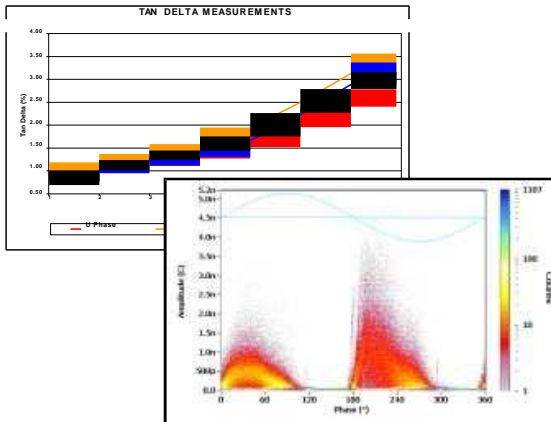 TAN DELTA MEASUREMENTS
4.00
3.50
3.00
2.50
2.00
1.50
1.00
0.50
Tan Delta (%)
1
2
3
U Phase
5.2n
5.0n
4.5n
4.0n
3.5n
3.0n
2.5n
2.0n
1.5n
1.0n
500p
0.0
Amplitude (C)
0
60
120
180
240
300
360
Phase (°)
1107
100
10
1
Counts